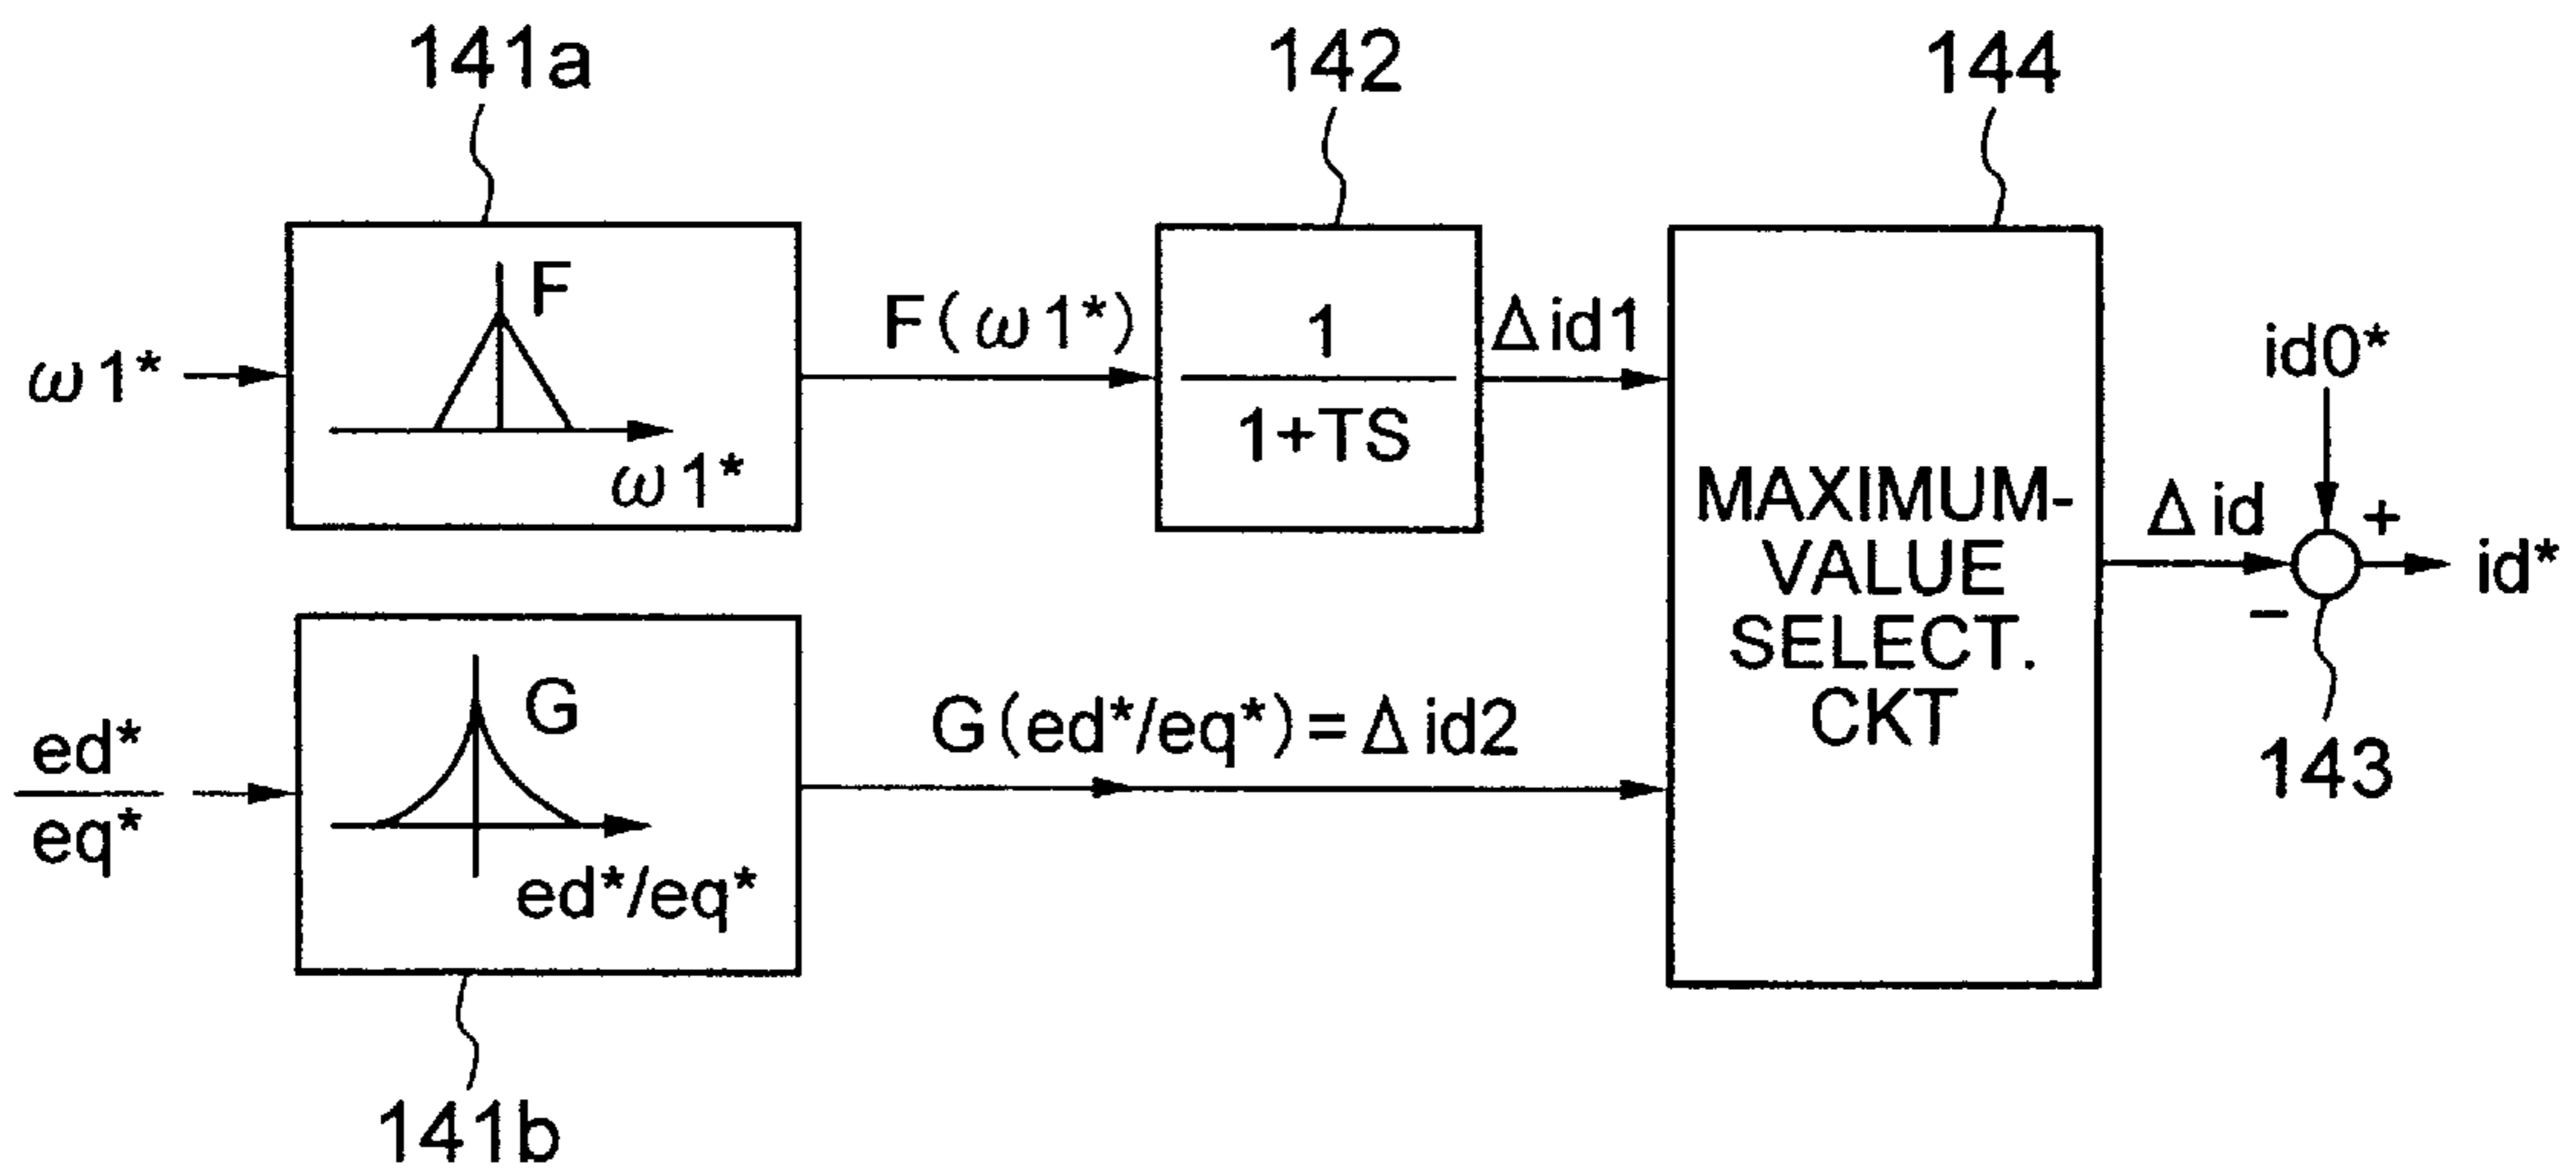 141a
142
144
F
ω1*
ω1*
F(ω1*)
1
1+TS
Δid1
MAXIMUM-
VALUE
SELECT.
CKT
id0*
Δid
+
−
id*
143
ed*
eq*
G
ed*/eq*
G(ed*/eq*)=Δid2
141b